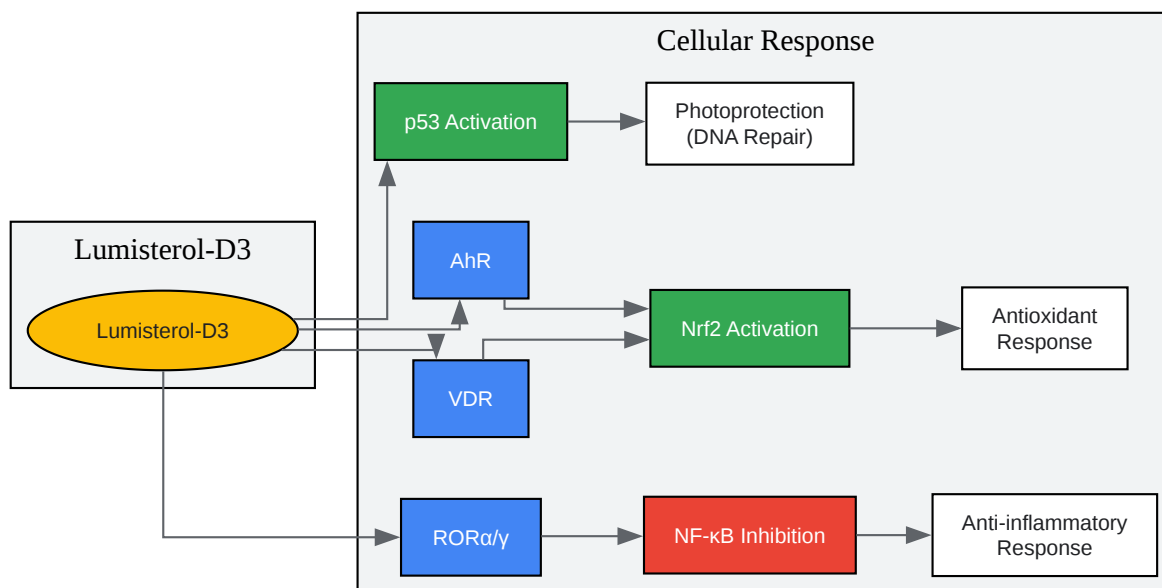 Cellular Response
p53 Activation
Photoprotection
(DNA Repair)
Lumisterol-D3
Lumisterol-D3
AhR
VDR
Nrf2 Activation
Antioxidant
Response
RORα/γ
NF-κB Inhibition
Anti-inflammatory
Response